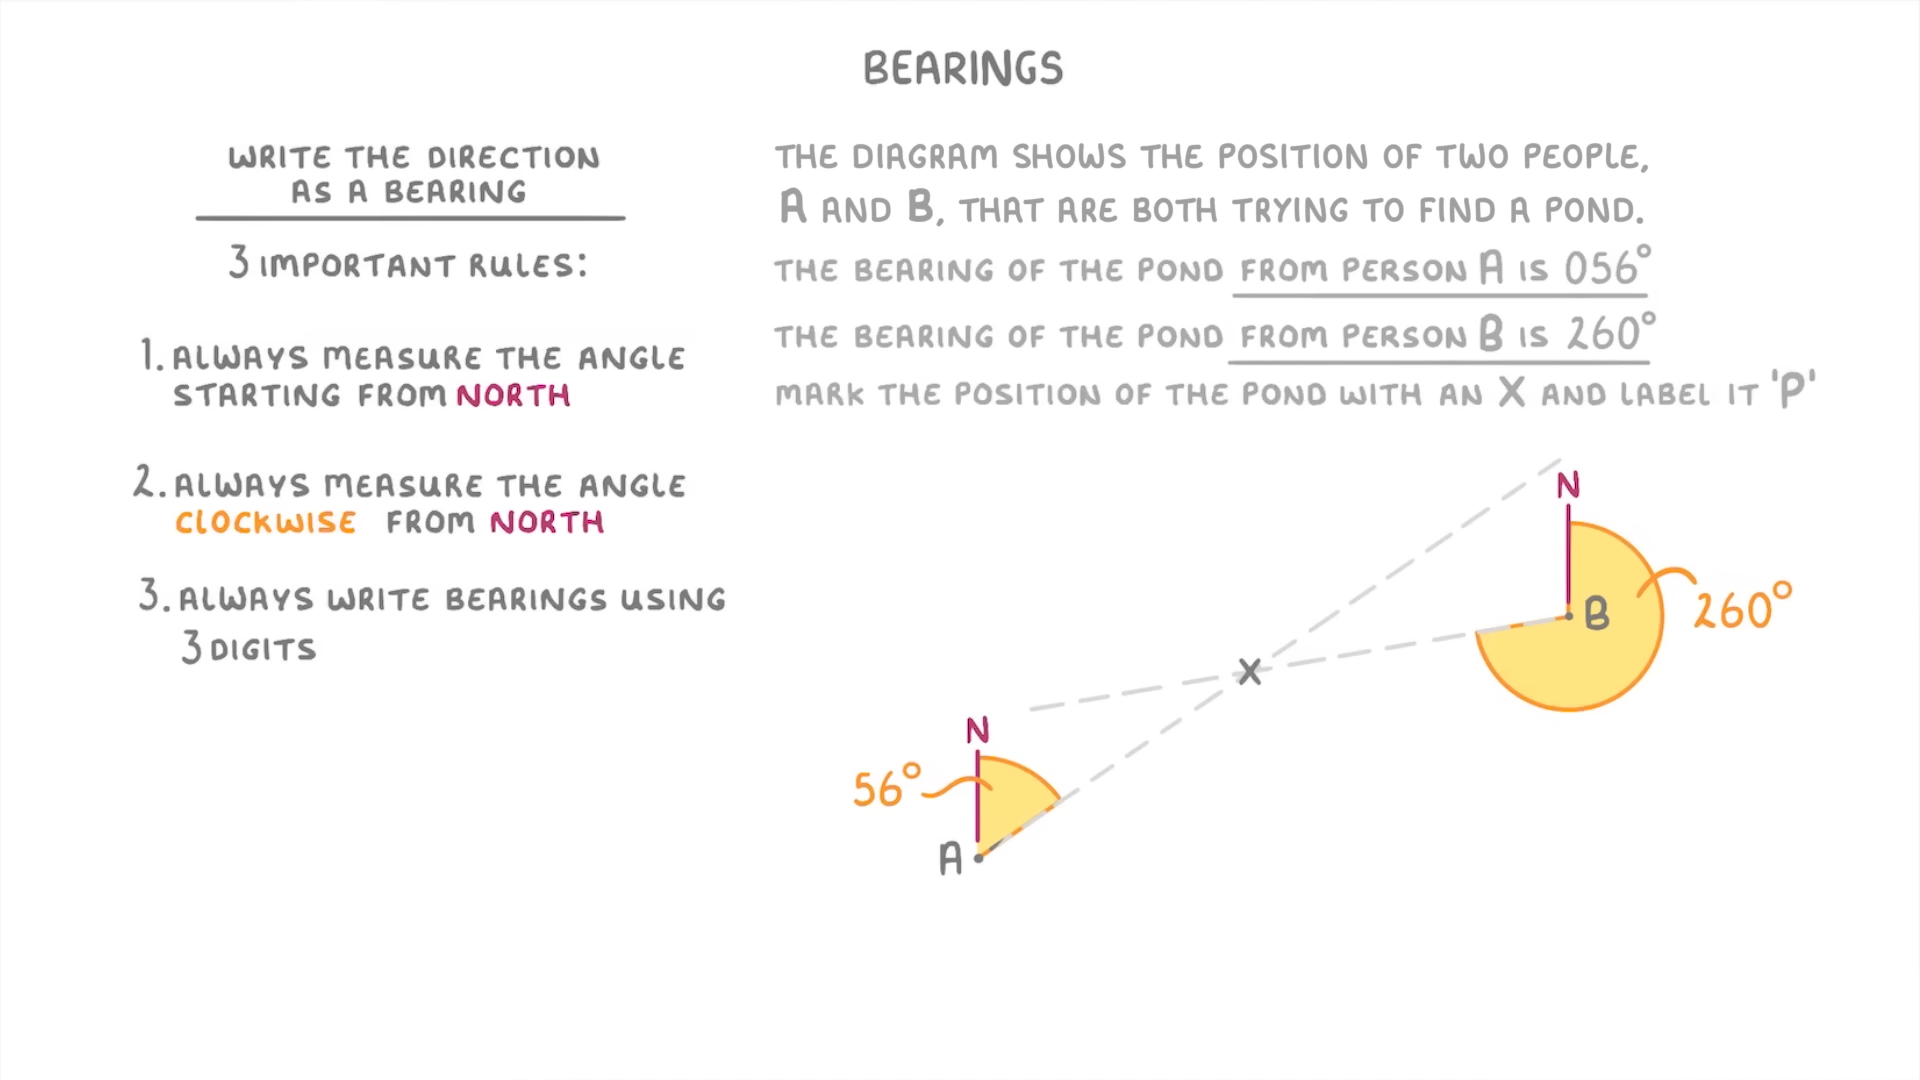 BEARINGS
WRITE THE DIRECTION
AS A BEARING
3 IMPORTANT RULES:
1. ALWAYS MEASURE THE ANGLE
STARTING FROM NORTH
2. ALWAYS MEASURE THE ANGLE
CLOCKWISE FROM NORTH
3. ALWAYS WRITE BEARINGS USING
3 DIGITS
THE DIAGRAM SHOWS THE POSITION OF TWO PEOPLE,
A AND B, THAT ARE BOTH TRYING TO FIND A POND.
THE BEARING OF THE POND FROM PERSON A IS 056°
THE BEARING OF THE POND FROM PERSON B IS 260°
MARK THE POSITION OF THE POND WITH AN X AND LABEL IT 'P'
N
B
260°
X
N
56°
A